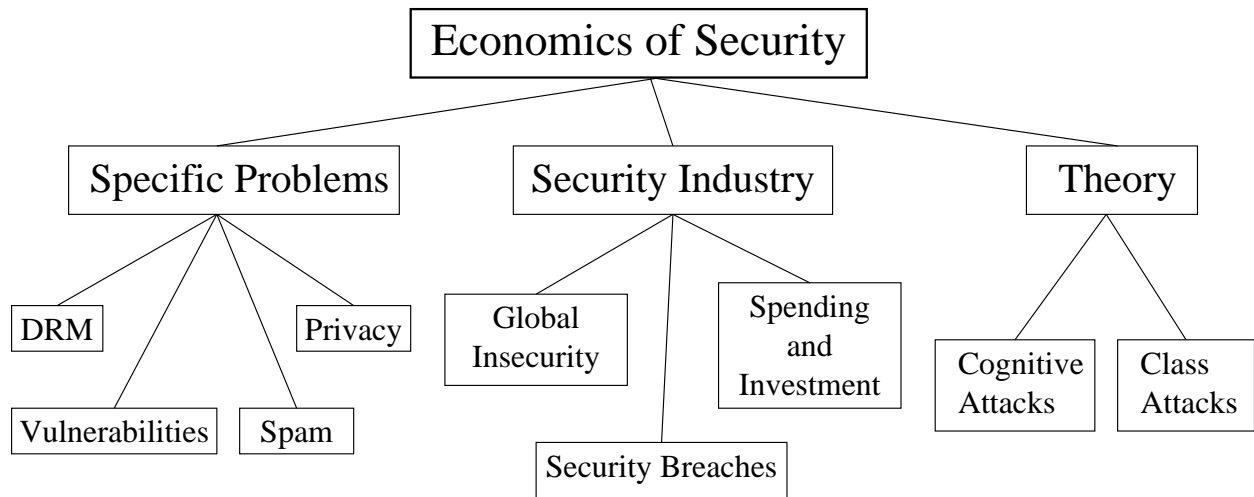 Economics of Security
Specific Problems
Security Industry
Theory
DRM
Privacy
Vulnerabilities
Spam
Global
Insecurity
Spending
and
Investment
Security Breaches
Cognitive
Attacks
Class
Attacks